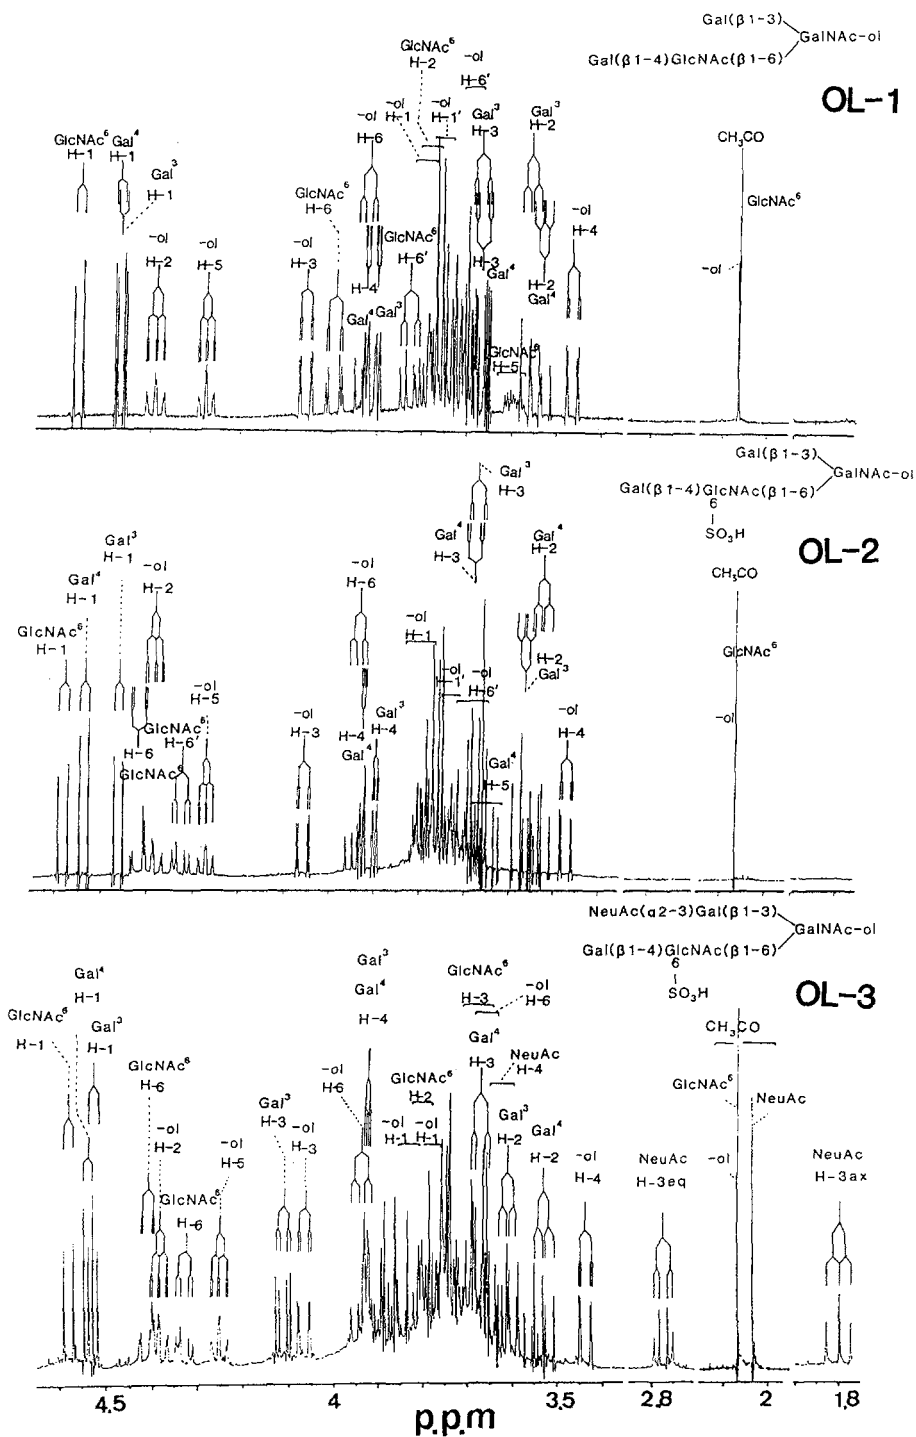 Gal(β1-3)
GalNAc-ol
Gal(β1-4)GlcNAc(β1-6)
OL-1
GlcNAc⁶
H-2
-ol
H-6'
-ol
H-1
-ol
H-1'
-ol
H-6
Gal³
H-3
Gal³
H-2
CH₃CO
GlcNAc⁶
H-1
Gal⁴
H-1
Gal³
H-1
GlcNAc⁶
H-6
GlcNAc⁶
-ol
H-2
-ol
H-5
-ol
H-3
GlcNAc⁶
H-6'
-ol
H-4
-ol
H-4
Gal⁴
Gal³
H-3
Gal⁴
H-2
Gal⁴
GlcNAc⁶
H-5
Gal(β1-3)
GalNAc-ol
Gal(β1-4)GlcNAc(β1-6)
6
SO₃H
OL-2
Gal³
H-3
Gal⁴
H-3
Gal⁴
H-2
CH₃CO
Gal³
H-1
Gal⁴
H-1
-ol
H-2
-ol
H-6
GlcNAc⁶
H-1
-ol
H-1
GlcNAc⁶
H-2
Gal³
-ol
H-5
-ol
H-1'
-ol
H-6'
GlcNAc⁶
H-6'
H-6
GlcNAc⁶
-ol
H-3
H-4
Gal⁴
Gal³
H-4
-ol
H-4
-ol
Gal⁴
H-5
NeuAc(α2-3)Gal(β1-3)
GalNAc-ol
Gal(β1-4)GlcNAc(β1-6)
6
SO₃H
OL-3
Gal³
Gal⁴
H-4
GlcNAc⁶
H-3
-ol
H-6
Gal⁴
H-1
GlcNAc⁶
H-1
Gal³
H-1
CH₃CO
Gal⁴
H-3
NeuAc
H-4
GlcNAc⁶
H-6
-ol
H-6
GlcNAc⁶
H-2
GlcNAc⁶
NeuAc
Gal³
H-3
-ol
H-2
-ol
H-5
-ol
H-3
-ol
H-1
-ol
H-1
Gal³
H-2
Gal⁴
H-2
-ol
H-4
NeuAc
H-3eq
-ol
NeuAc
H-3ax
GlcNAc⁶
H-6
4.5
4
3.5
2.8
2
1.8
p.p.m